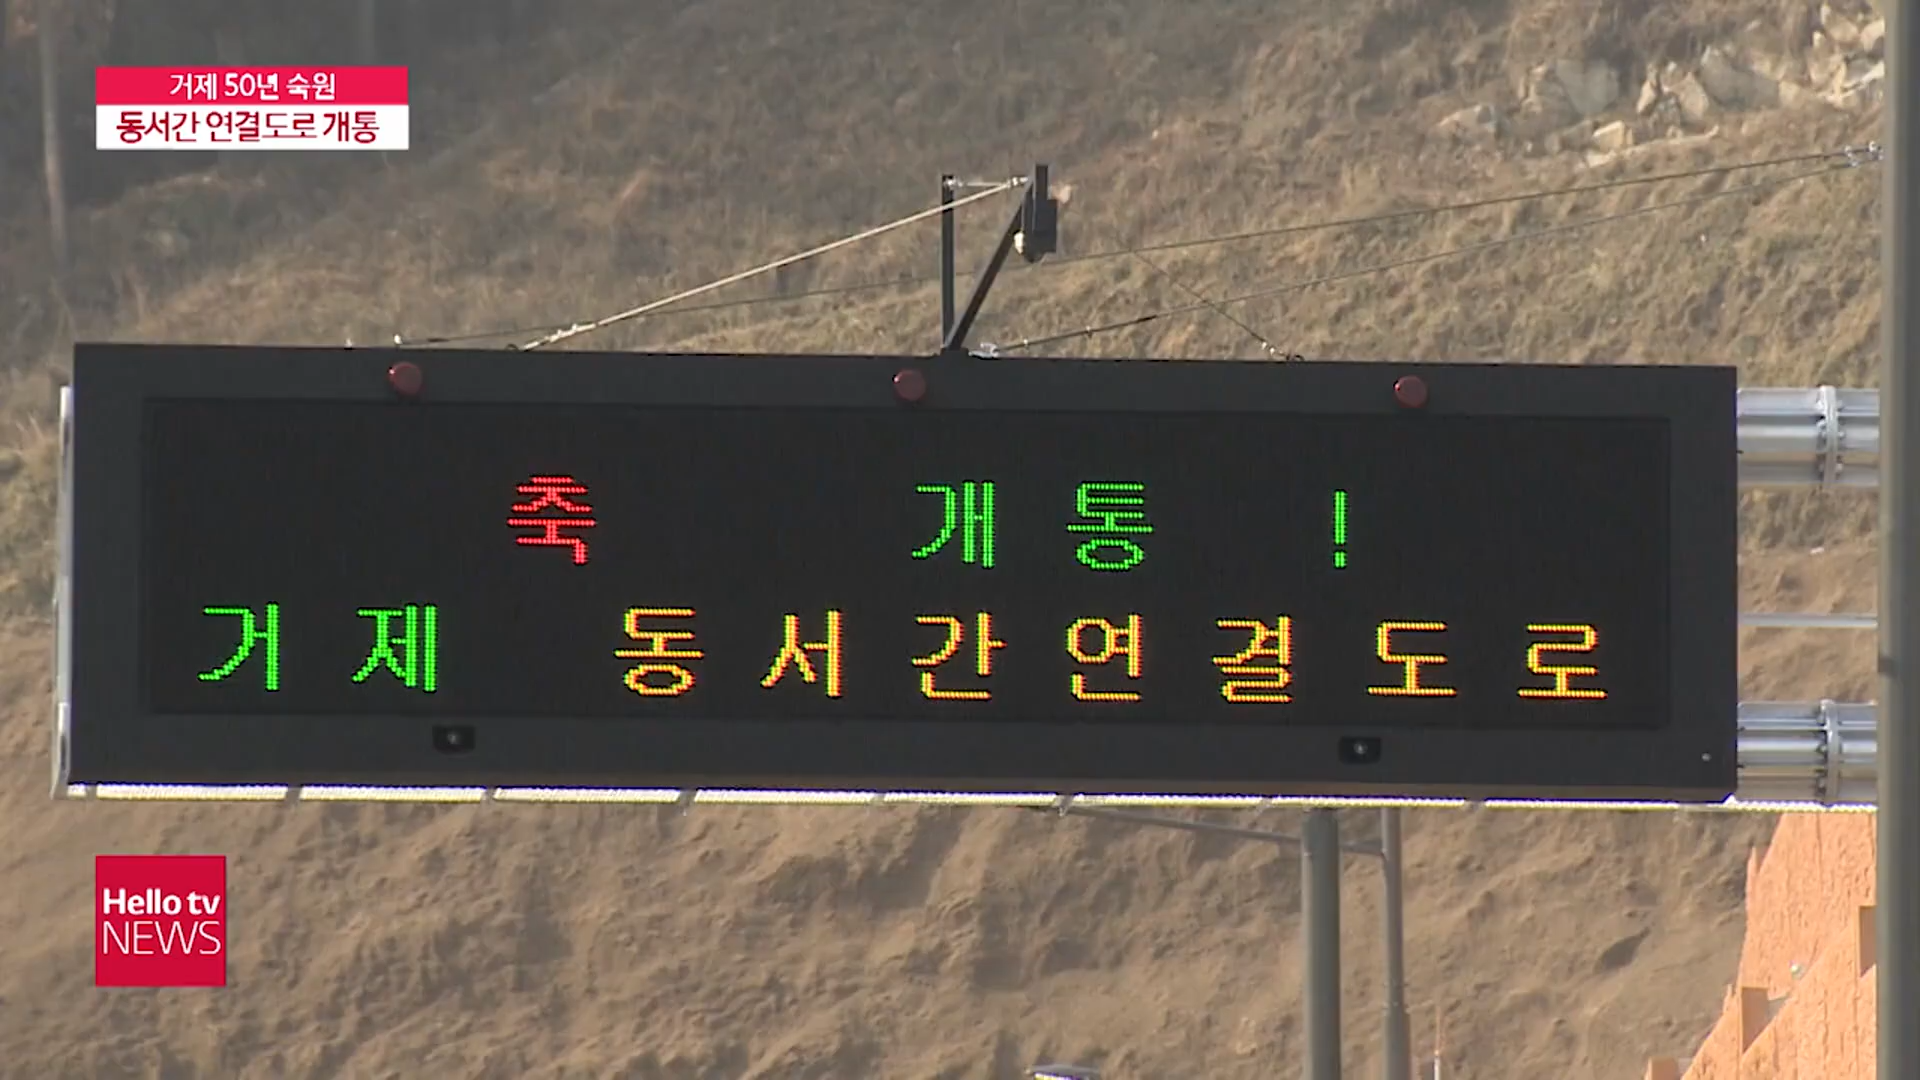 거제 50년 숙원
동서간 연결도로 개통
축 개통 !
거제 동서간연결도로
Hello tv
NEWS